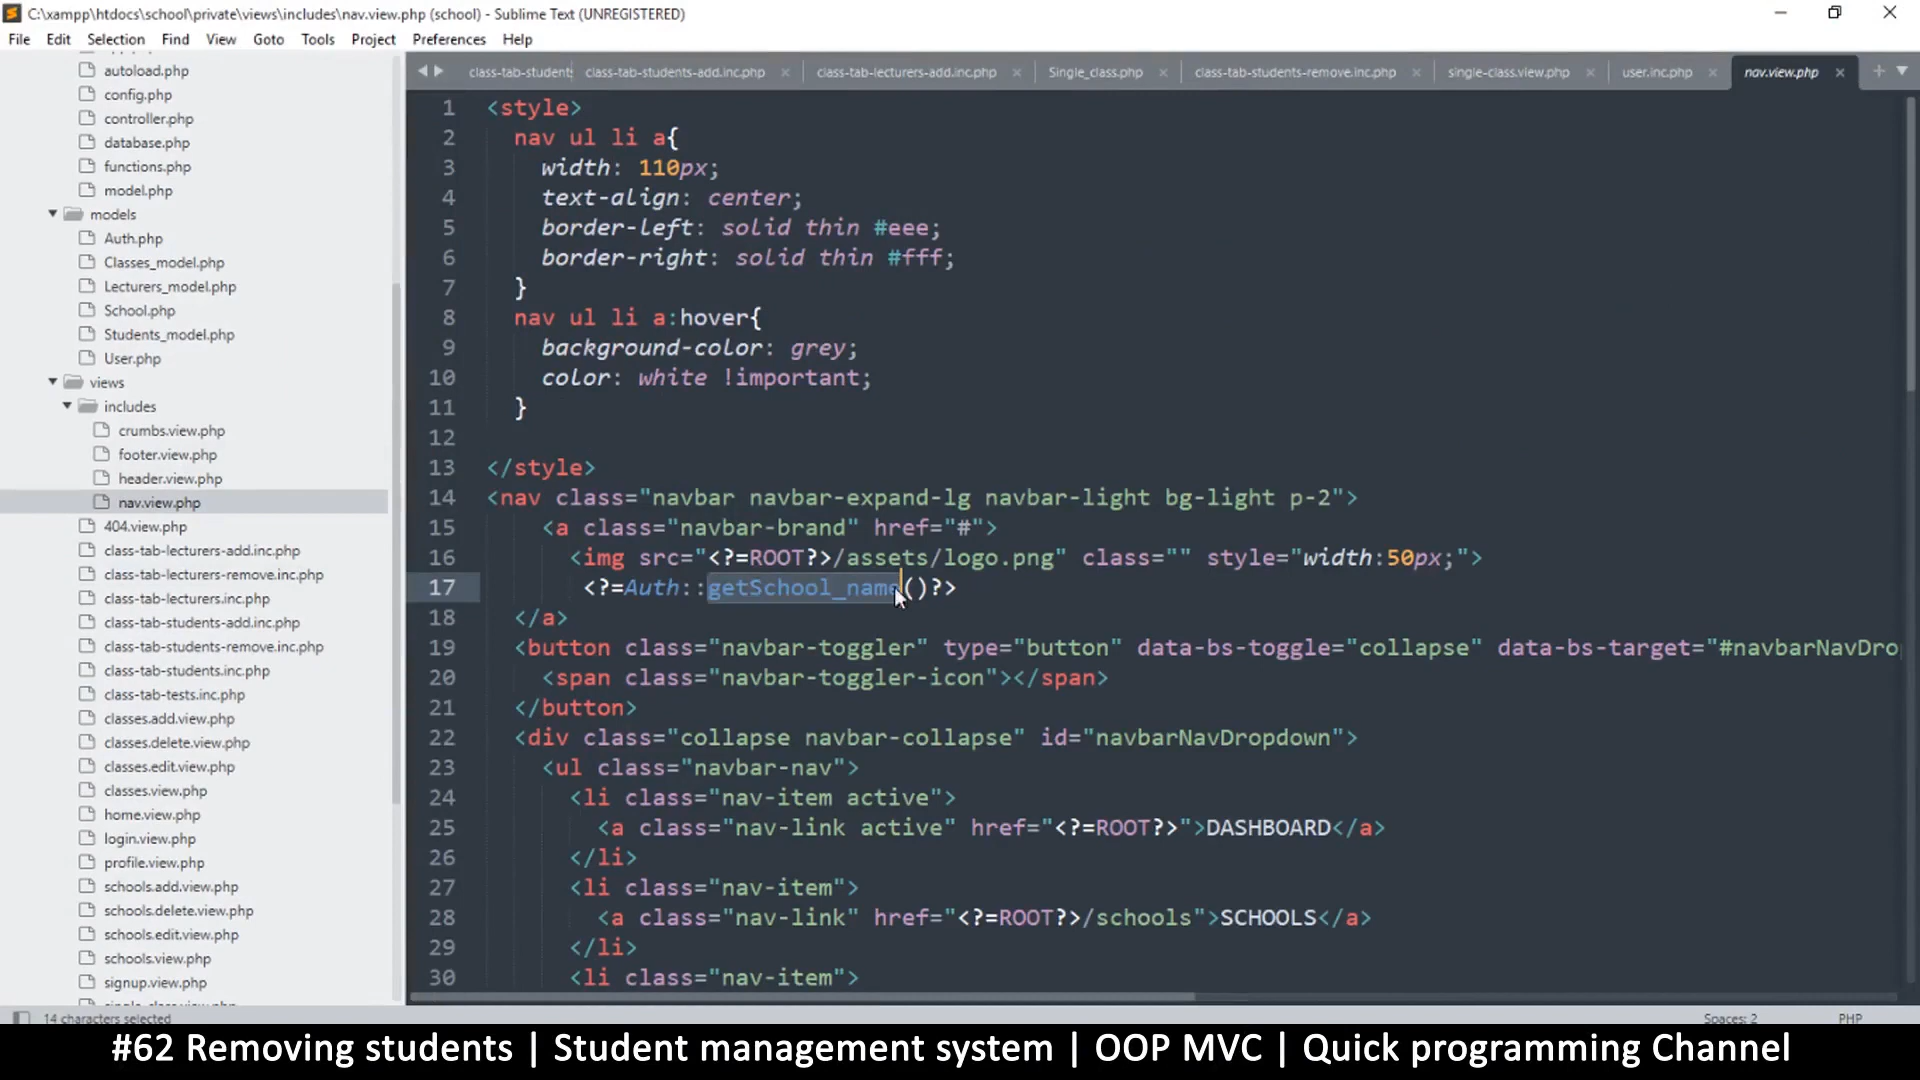 C:\xampp\htdocs\school\private\views\includes\nav.view.php (school) - Sublime Text (UNREGISTERED)
File Edit Selection Find View Goto Tools Project Preferences Help
class-tab-student class-tab-students-add.inc.php class-tab-lecturers-add.inc.php Single_class.php class-tab-students-remove.inc.php single-class.view.php user.inc.php nav.view.php
autoload.php
config.php
controller.php
database.php
functions.php
model.php
models
Auth.php
Classes_model.php
Lecturers_model.php
School.php
Students_model.php
User.php
views
includes
crumbs.view.php
footer.view.php
header.view.php
nav.view.php
404.view.php
class-tab-lecturers-add.inc.php
class-tab-lecturers-remove.inc.php
class-tab-lecturers.inc.php
class-tab-students-add.inc.php
class-tab-students-remove.inc.php
class-tab-students.inc.php
class-tab-tests.inc.php
classes.add.view.php
classes.delete.view.php
classes.edit.view.php
classes.view.php
home.view.php
login.view.php
profile.view.php
schools.add.view.php
schools.delete.view.php
schools.edit.view.php
schools.view.php
signup.view.php
1 <style>
2 nav ul li a{
3 width: 110px;
4 text-align: center;
5 border-left: solid thin #eee;
6 border-right: solid thin #fff;
7 }
8 nav ul li a:hover{
9 background-color: grey;
10 color: white !important;
11 }
12
13 </style>
14 <nav class="navbar navbar-expand-lg navbar-light bg-light p-2">
15 <a class="navbar-brand" href="#">
16 <img src="<?=ROOT?>/assets/logo.png" class="" style="width:50px;">
17 <?=Auth::getSchool_name()?>
18 </a>
19 <button class="navbar-toggler" type="button" data-bs-toggle="collapse" data-bs-target="#navbarNavDro
20 <span class="navbar-toggler-icon"></span>
21 </button>
22 <div class="collapse navbar-collapse" id="navbarNavDropdown">
23 <ul class="navbar-nav">
24 <li class="nav-item active">
25 <a class="nav-link active" href="<?=ROOT?>">DASHBOARD</a>
26 </li>
27 <li class="nav-item">
28 <a class="nav-link" href="<?=ROOT?>/schools">SCHOOLS</a>
29 </li>
30 <li class="nav-item">
14 characters selected Spaces: 2 PHP
#62 Removing students | Student management system | OOP MVC | Quick programming Channel